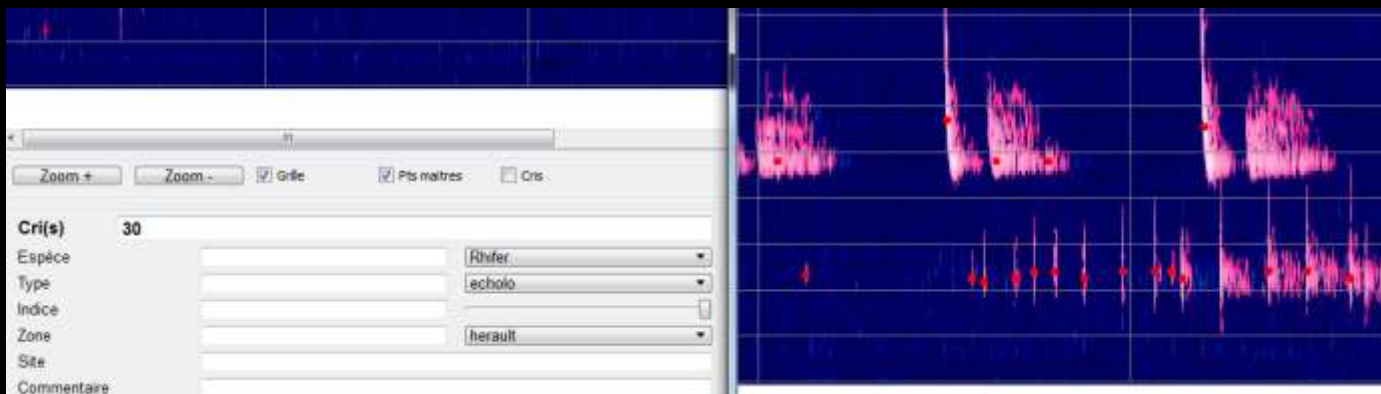 Zoom + Zoom - Grille Pts maitres Cris
Cri(s) 30
Espèce Rhifer
Type echolo
Indice
Zone herault
Site
Commentaire